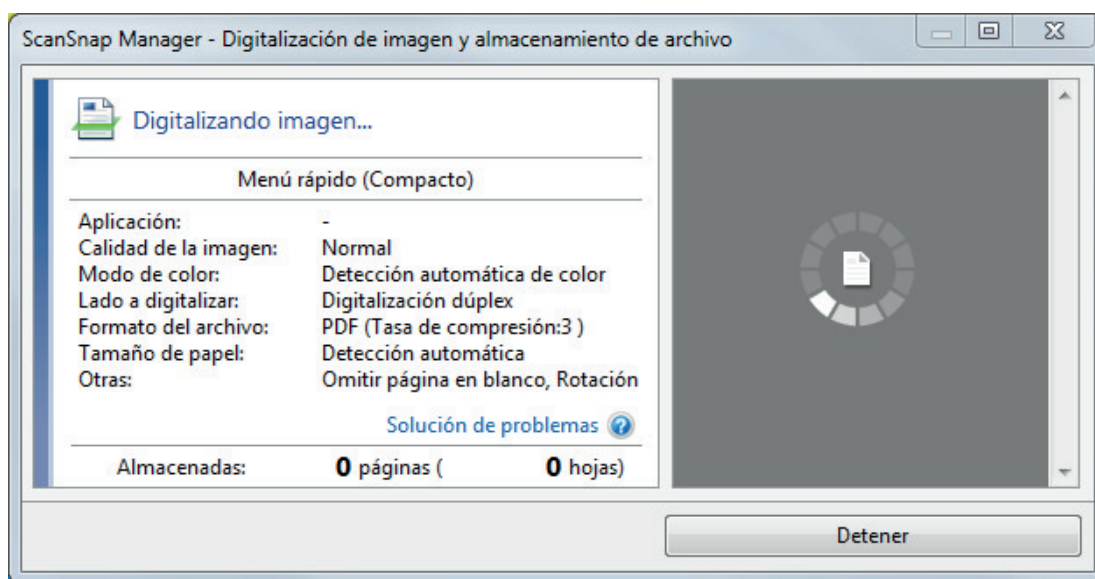 ScanSnap Manager - Digitalización de imagen y almacenamiento de archivo
Digitalizando imagen...
Menú rápido (Compacto)
Aplicación: -
Calidad de la imagen: Normal
Modo de color: Detección automática de color
Lado a digitalizar: Digitalización dúplex
Formato del archivo: PDF (Tasa de compresión:3 )
Tamaño de papel: Detección automática
Otras: Omitir página en blanco, Rotación
Solución de problemas ?
Almacenadas: 0 páginas ( 0 hojas)
Detener